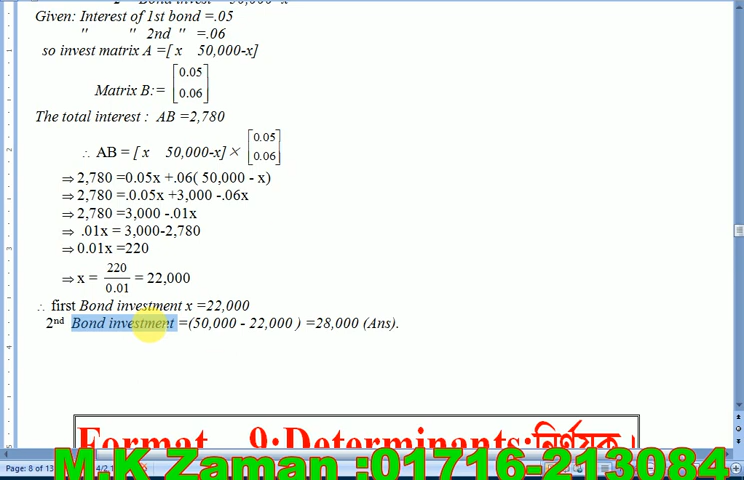 Given: Interest of 1st bond =.05
" " 2nd " =.06
so invest matrix A =[ x 50,000-x]
Matrix B:= [0.05
0.06]
The total interest : AB =2,780
∴ AB = [ x 50,000-x] × [0.05
0.06]
⇒ 2,780 =0.05x +.06( 50,000 - x)
⇒ 2,780 =.0.05x +3,000 -.06x
⇒ 2,780 =3,000 -.01x
⇒ .01x = 3,000-2,780
⇒ 0.01x =220
⇒ x = 220/0.01 = 22,000
∴ first Bond investment x =22,000
2nd Bond investment =(50,000 - 22,000 ) =28,000 (Ans).
Format 9:Determinants:নির্ণায়ক।
Page: 8 of 13
M.K Zaman :01716-213084